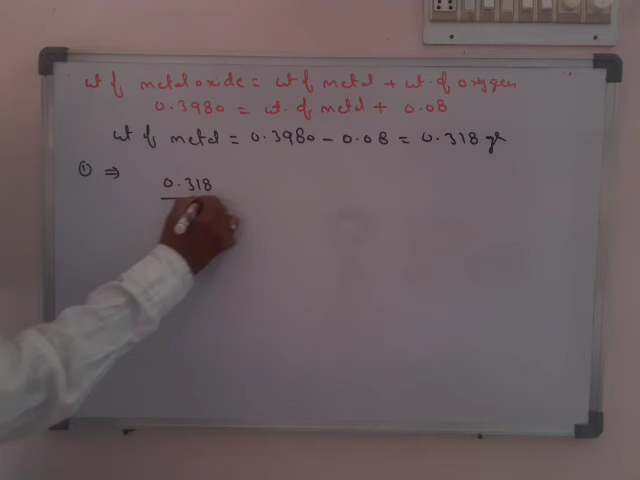 wt of metal oxide = wt of metal + wt. of oxygen
0.3980 = wt. of metal + 0.08
wt of metal = 0.3980 - 0.08 = 0.318 gr
① ⇒ 0.318